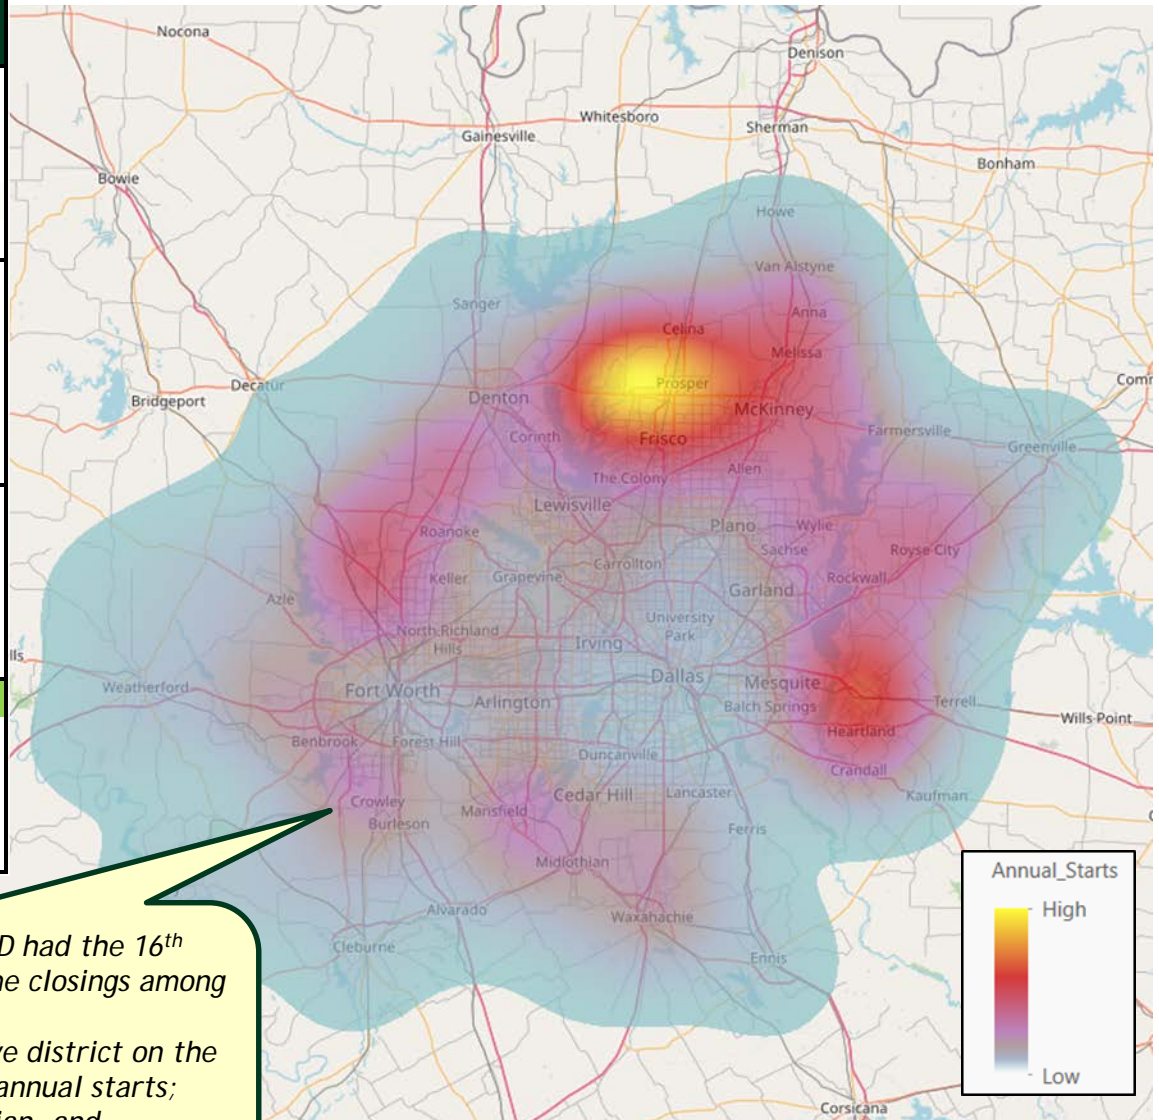 Nocona
Denison
Whitesboro
Gainesville
Sherman
Bonham
Bowie
Howe
Van Alstyne
Sanger
Anna
Celina
Melissa
Decatur
Prosper
Bridgeport
Denton
McKinney
Corinth
Frisco
Farmersville
Greenville
The Colony
Allen
Lewisville
Roanoke
Plano
Wylie
Carrollton
Sachse
Royse City
Keller
Grapevine
Garland
Rockwall
Azle
University
Park
North Richland
Hills
Irving
Dallas
Weatherford
Fort Worth
Arlington
Mesquite
Balch Springs
Terrell
Wills Point
Benbrook
Forest Hill
Duncanville
Heartland
Crandall
Crowley
Burleson
Mansfield
Cedar Hill
Lancaster
Kaufman
Ferris
Midlothian
Alvarado
Waxahachie
Cleburne
Ennis
Corsicana
Annual_Starts
High
Low
D had the 16th
ne closings among
ve district on the
annual starts;